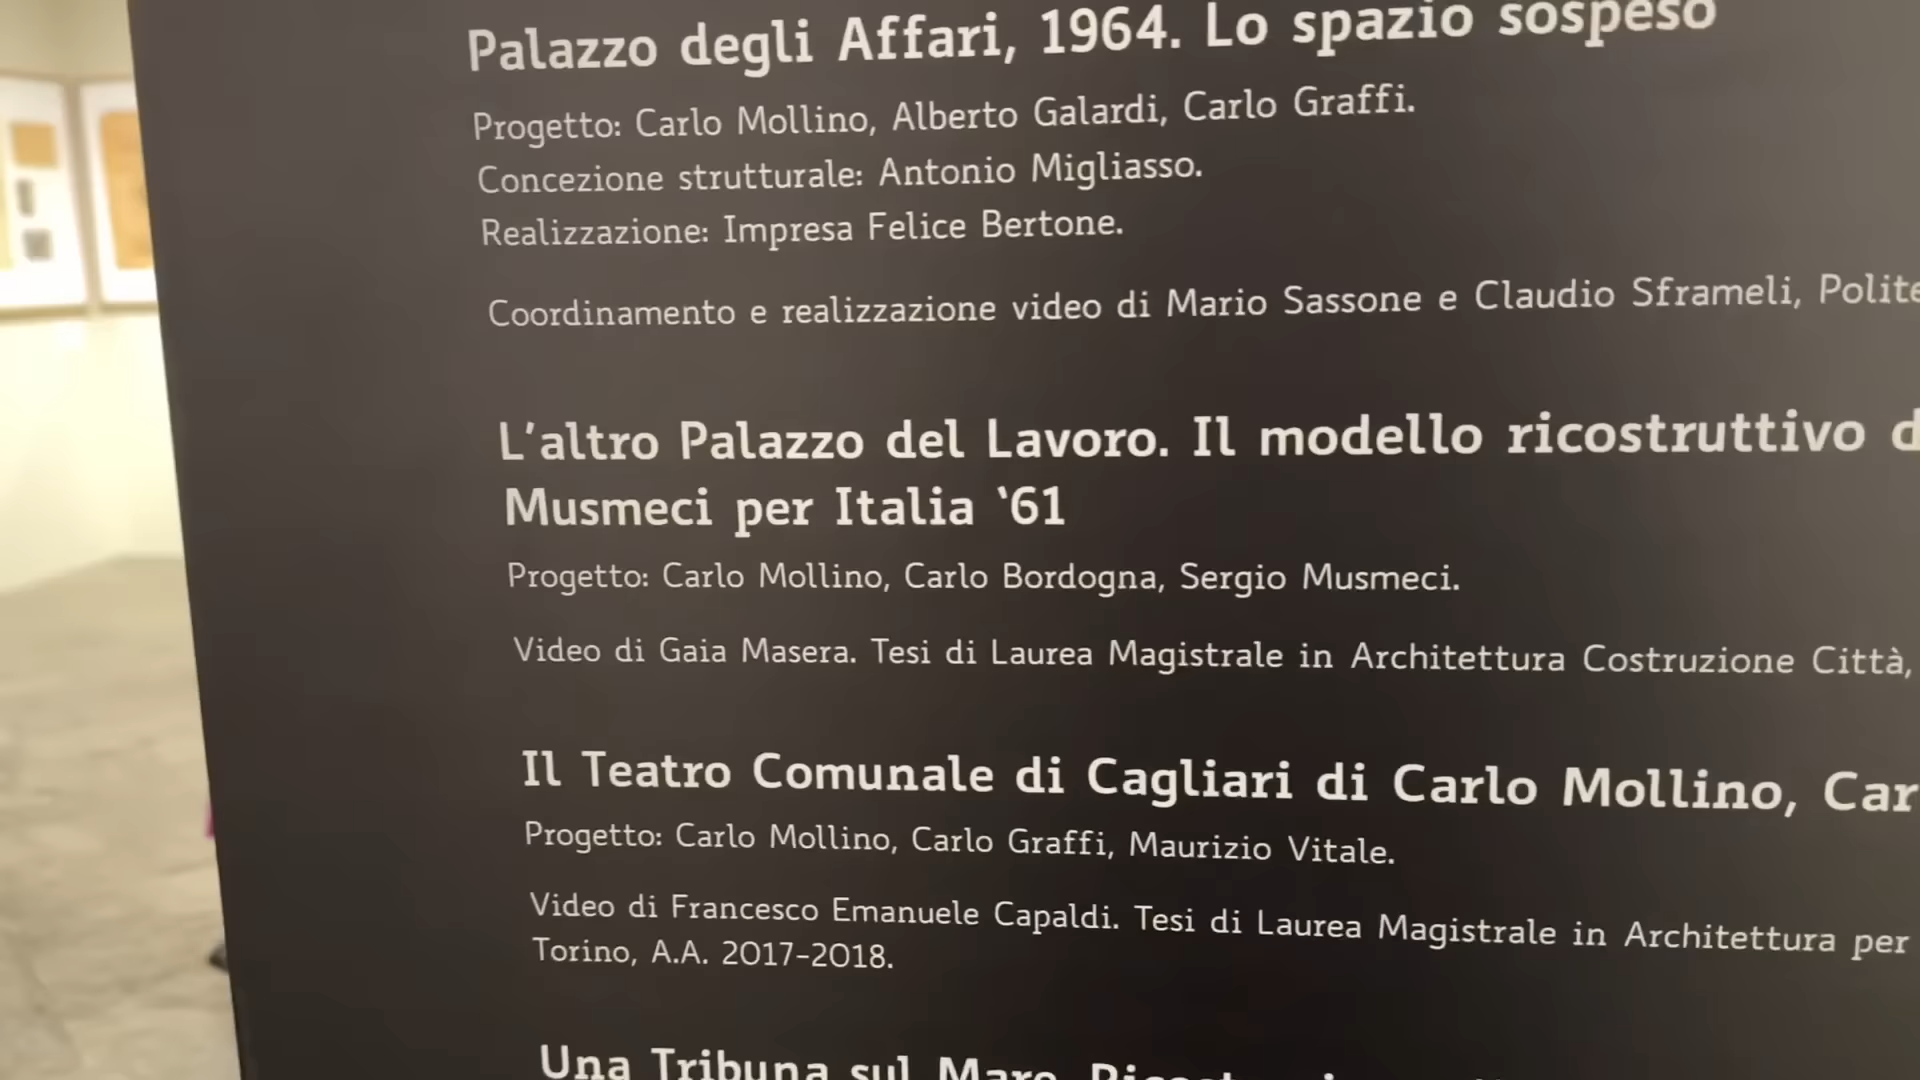 Palazzo degli Affari, 1964. Lo spazio sospeso
Progetto: Carlo Mollino, Alberto Galardi, Carlo Graffi.
Concezione strutturale: Antonio Migliasso.
Realizzazione: Impresa Felice Bertone.
Coordinamento e realizzazione video di Mario Sassone e Claudio Sframeli,
L’altro Palazzo del Lavoro. Il modello ricostruttivo
Musmeci per Italia ‘61
Progetto: Carlo Mollino, Carlo Bordogna, Sergio Musmeci.
Video di Gaia Masera. Tesi di Laurea Magistrale in Architettura Costruzione Città,
Il Teatro Comunale di Cagliari di Carlo Mollino,
Progetto: Carlo Mollino, Carlo Graffi, Maurizio Vitale.
Video di Francesco Emanuele Capaldi. Tesi di Laurea Magistrale in Architettura per
Torino, A.A. 2017-2018.
Una Tribuna sul Mare.